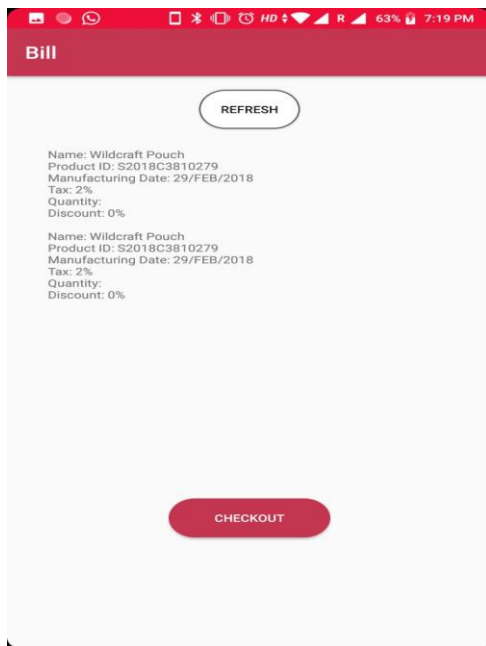 HD R 63% 7:19 PM
Bill
REFRESH
Name: Wildcraft Pouch
Product ID: S2018C3810279
Manufacturing Date: 29/FEB/2018
Tax: 2%
Quantity:
Discount: 0%
Name: Wildcraft Pouch
Product ID: S2018C3810279
Manufacturing Date: 29/FEB/2018
Tax: 2%
Quantity:
Discount: 0%
CHECKOUT